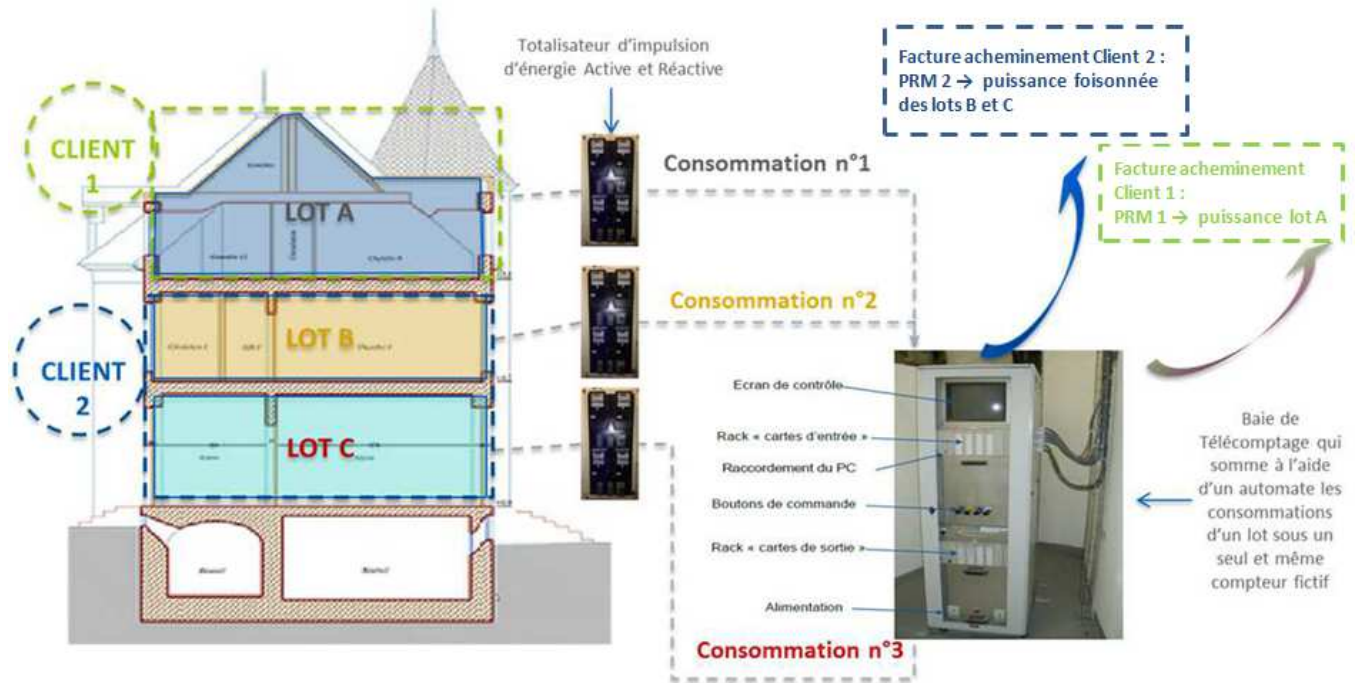 Totalisateur d'impulsion
d'énergie Active et Réactive
Facture acheminement Client 2 :
PRM 2 → puissance foisonnée
des lots B et C
Facture acheminement
Client 1 :
PRM 1 → puissance lot A
CLIENT
1
LOT A
Consommation n°1
CLIENT
2
LOT B
Consommation n°2
LOT C
Consommation n°3
Ecran de contrôle
Rack « cartes d'entrée »
Raccordement du PC
Boutons de commande
Rack « cartes de sortie »
Alimentation
Baie de
Télécomptage qui
somme à l'aide
d'un automate les
consommations
d'un lot sous un
seul et même
compteur fictif